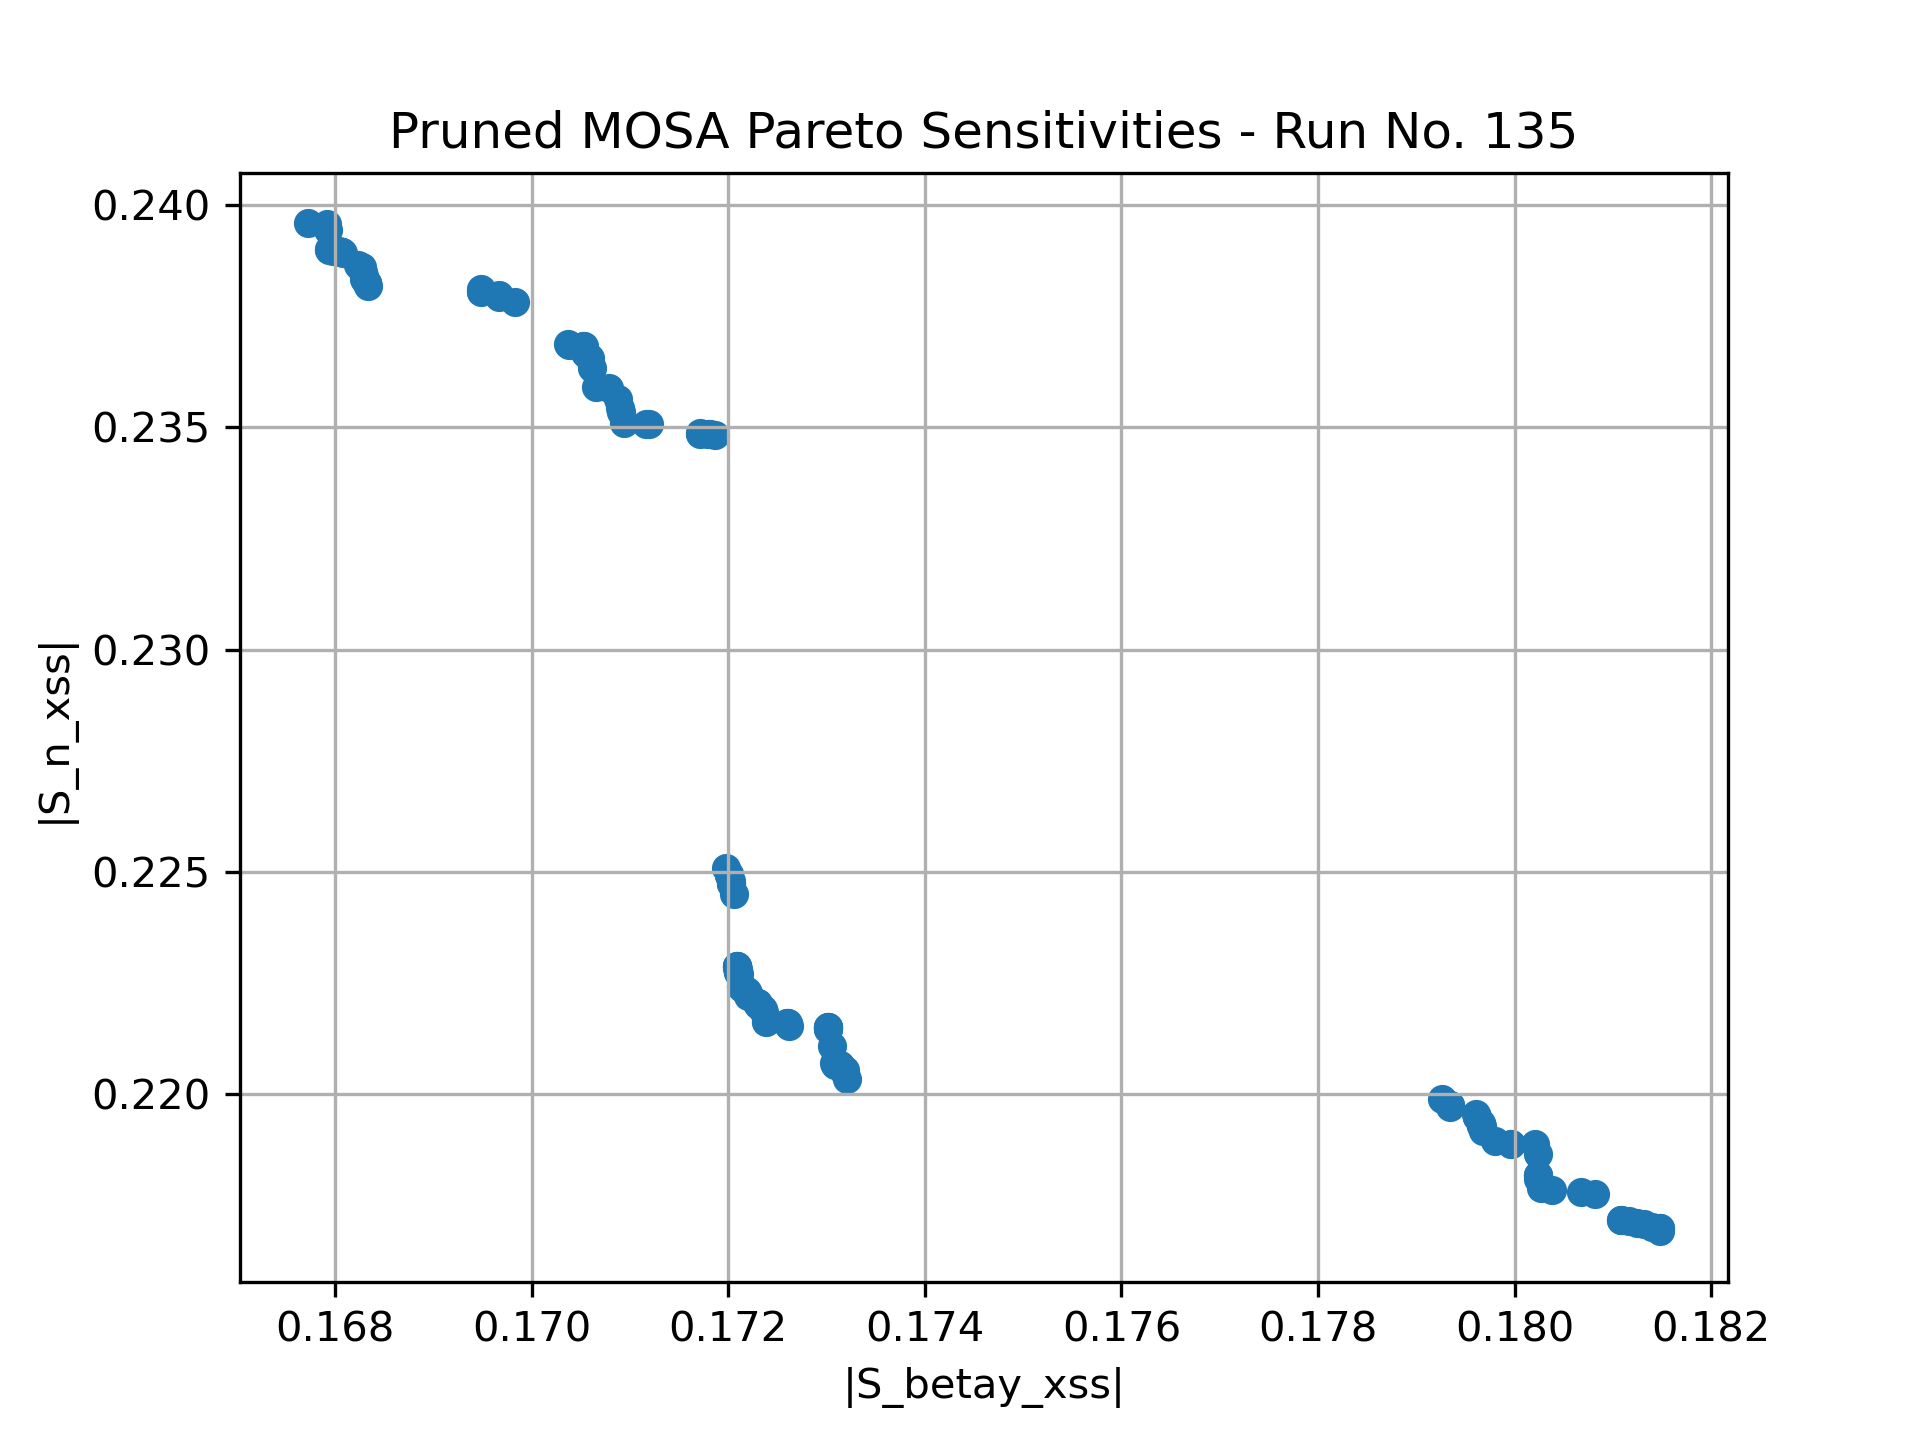 Pruned MOSA Pareto Sensitivities - Run No. 135
0.240
0.235
0.230
0.225
0.220
|S_n_xss|
0.168 0.170 0.172 0.174 0.176 0.178 0.180 0.182
|S_betay_xss|